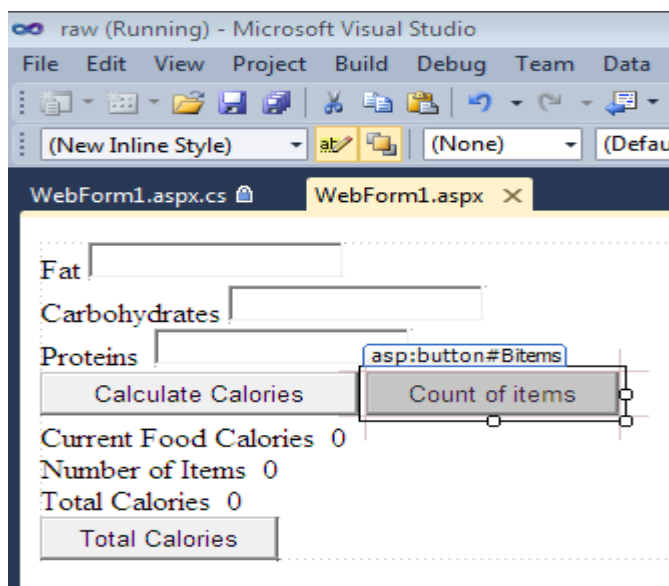 raw (Running) - Microsoft Visual Studio
File Edit View Project Build Debug Team Data
(New Inline Style) ab (None) (Defau
WebForm1.aspx.cs WebForm1.aspx
Fat
Carbohydrates
Proteins asp:button#Bitems
Calculate Calories Count of items
Current Food Calories 0
Number of Items 0
Total Calories 0
Total Calories